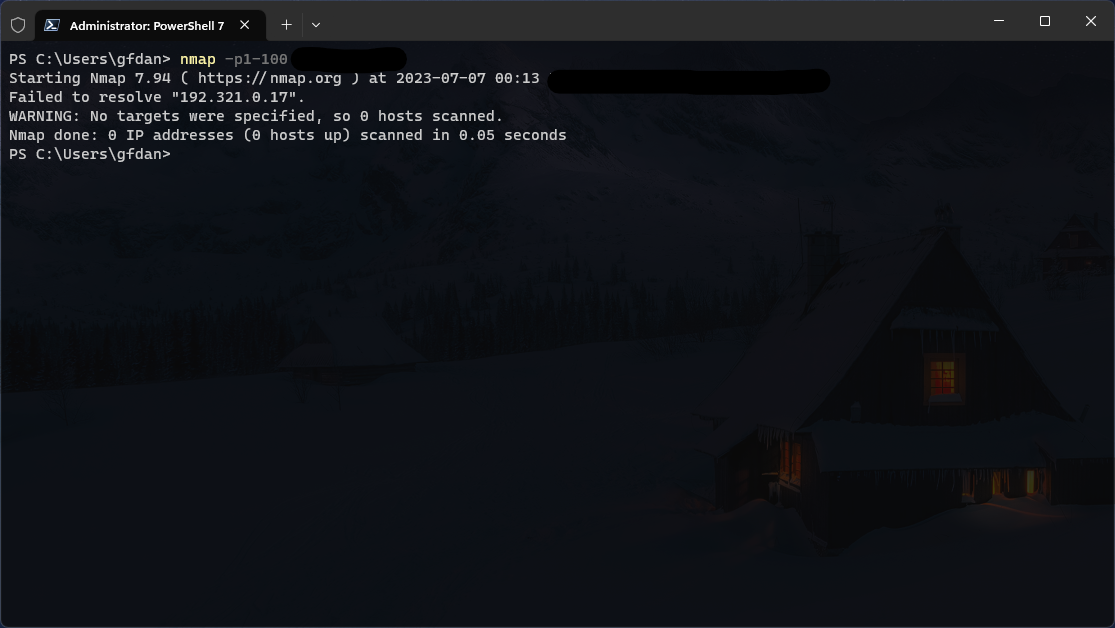 Administrator: PowerShell 7
PS C:\Users\gfdan> nmap -p1-100
Starting Nmap 7.94 ( https://nmap.org ) at 2023-07-07 00:13
Failed to resolve "192.321.0.17".
WARNING: No targets were specified, so 0 hosts scanned.
Nmap done: 0 IP addresses (0 hosts up) scanned in 0.05 seconds
PS C:\Users\gfdan>